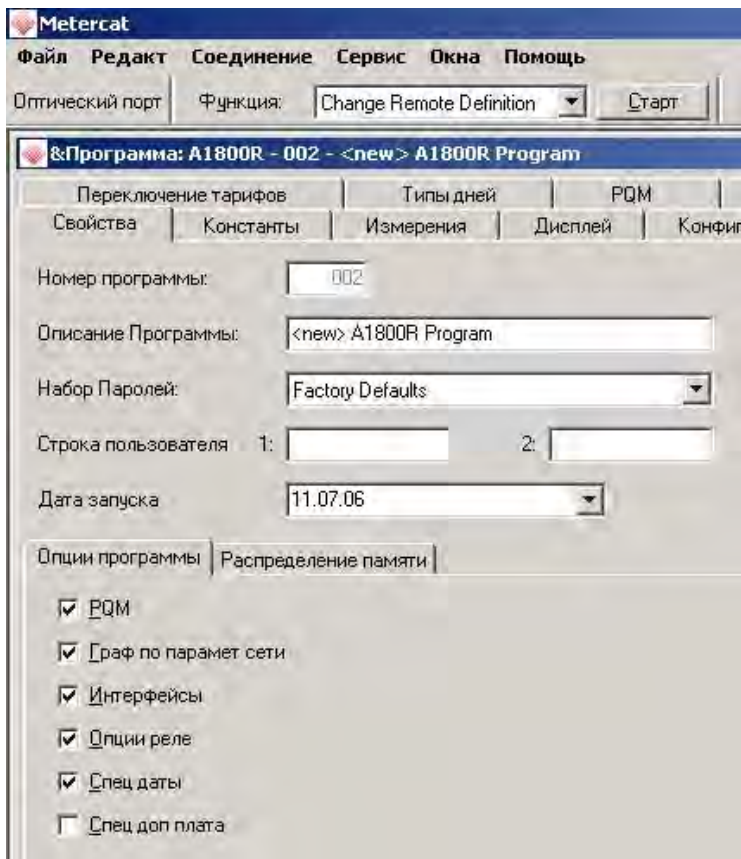 Metercat
Файл Редакт Соединение Сервис Окна Помощь
Оптический порт Функция: Change Remote Definition Старт
&Программа: A1800R - 002 - <new> A1800R Program
Переключение тарифов Типы дней PQM
Свойства Константы Измерения Дисплей Конфиг
Номер программы: 002
Описание Программы: <new> A1800R Program
Набор Паролей: Factory Defaults
Строка пользователя 1: 2:
Дата запуска 11.07.06
Опции программы Распределение памяти
PQM
Граф по парамет сети
Интерфейсы
Опции реле
Спец даты
Спец доп плата